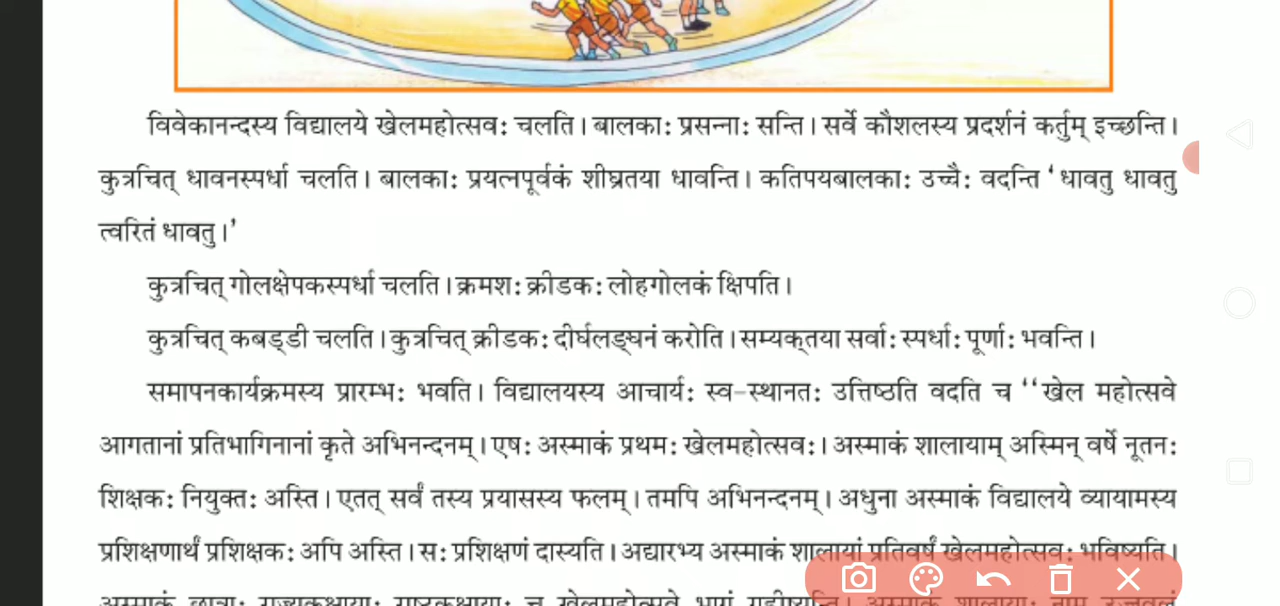 विवेकानन्दस्य विद्यालये खेलमहोत्सवः चलति। बालकाः प्रसन्नाः सन्ति। सर्वे कौशलस्य प्रदर्शनं कर्तुम् इच्छन्ति।
कुत्रचित् धावनस्पर्धा चलति। बालकाः प्रयत्नपूर्वकं शीघ्रतया धावन्ति। कतिपयबालकाः उच्चैः वदन्ति ‘धावतु धावतु
त्वरितं धावतु।’
कुत्रचित् गोलक्षेपकस्पर्धा चलति। क्रमशः क्रीडकः लोहगोलकं क्षिपति।
कुत्रचित् कबड्डी चलति। कुत्रचित् क्रीडकः दीर्घलङ्घनं करोति। सम्यक्‌तया सर्वाः स्पर्धाः पूर्णाः भवन्ति।
समापनकार्यक्रमस्य प्रारम्भः भवति। विद्यालयस्य आचार्यः स्व-स्थानतः उत्तिष्ठति वदति च ‘‘खेल महोत्सवे
आगतानां प्रतिभागिनानां कृते अभिनन्दनम्। एषः अस्माकं प्रथमः खेलमहोत्सवः। अस्माकं शालायाम् अस्मिन् वर्षे नूतनः
शिक्षकः नियुक्तः अस्ति। एतत् सर्वं तस्य प्रयासस्य फलम्। तमपि अभिनन्दनम्। अधुना अस्माकं विद्यालये व्यायामस्य
प्रशिक्षणार्थं प्रशिक्षकः अपि अस्ति। सः प्रशिक्षणं दास्यति। अद्यारभ्य अस्माकं शालायां प्रतिवर्षं खेलमहोत्सवः भविष्यति।